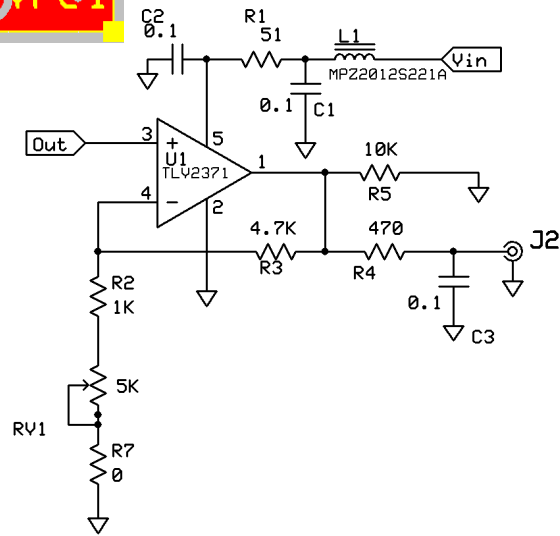 C2
0.1
R1
51
L1
Vin
MPZ2012S221A
0.1
C1
Out
3
+
5
U1
TLV2371
1
4
-
2
10K
R5
4.7K
R3
470
R4
J2
0.1
C3
R2
1K
5K
RV1
R7
0